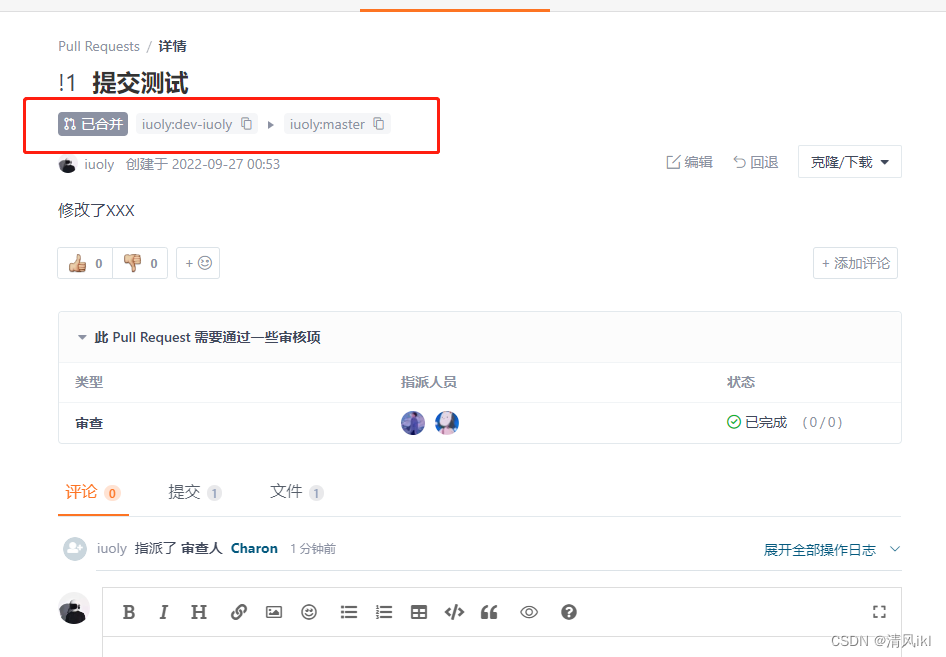 Pull Requests / 详情
!1 提交测试
已合并 iuoly:dev-iuoly iuoly:master
iuoly 创建于 2022-09-27 00:53 编辑 回退 克隆/下载
修改了XXX
0 0 + + 添加评论
此 Pull Request 需要通过一些审核项
类型 指派人员 状态
审查 已完成 (0/0)
评论 0 提交 1 文件 1
iuoly 指派了 审查人 Charon 1 分钟前 展开全部操作日志
B I H
CSDN @清风ikl